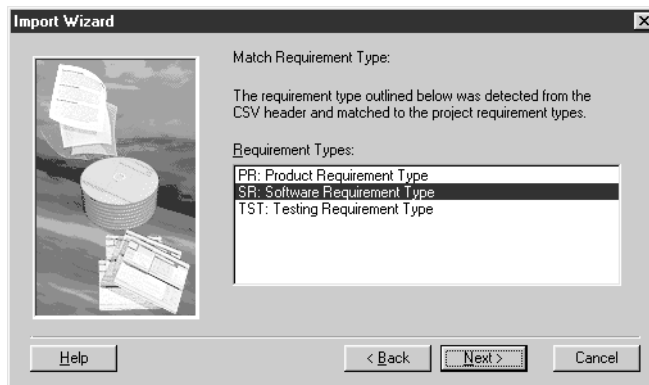 Import Wizard
Match Requirement Type:
The requirement type outlined below was detected from the
CSV header and matched to the project requirement types.
Requirement Types:
PR: Product Requirement Type
SR: Software Requirement Type
TST: Testing Requirement Type
Help
< Back
Next >
Cancel